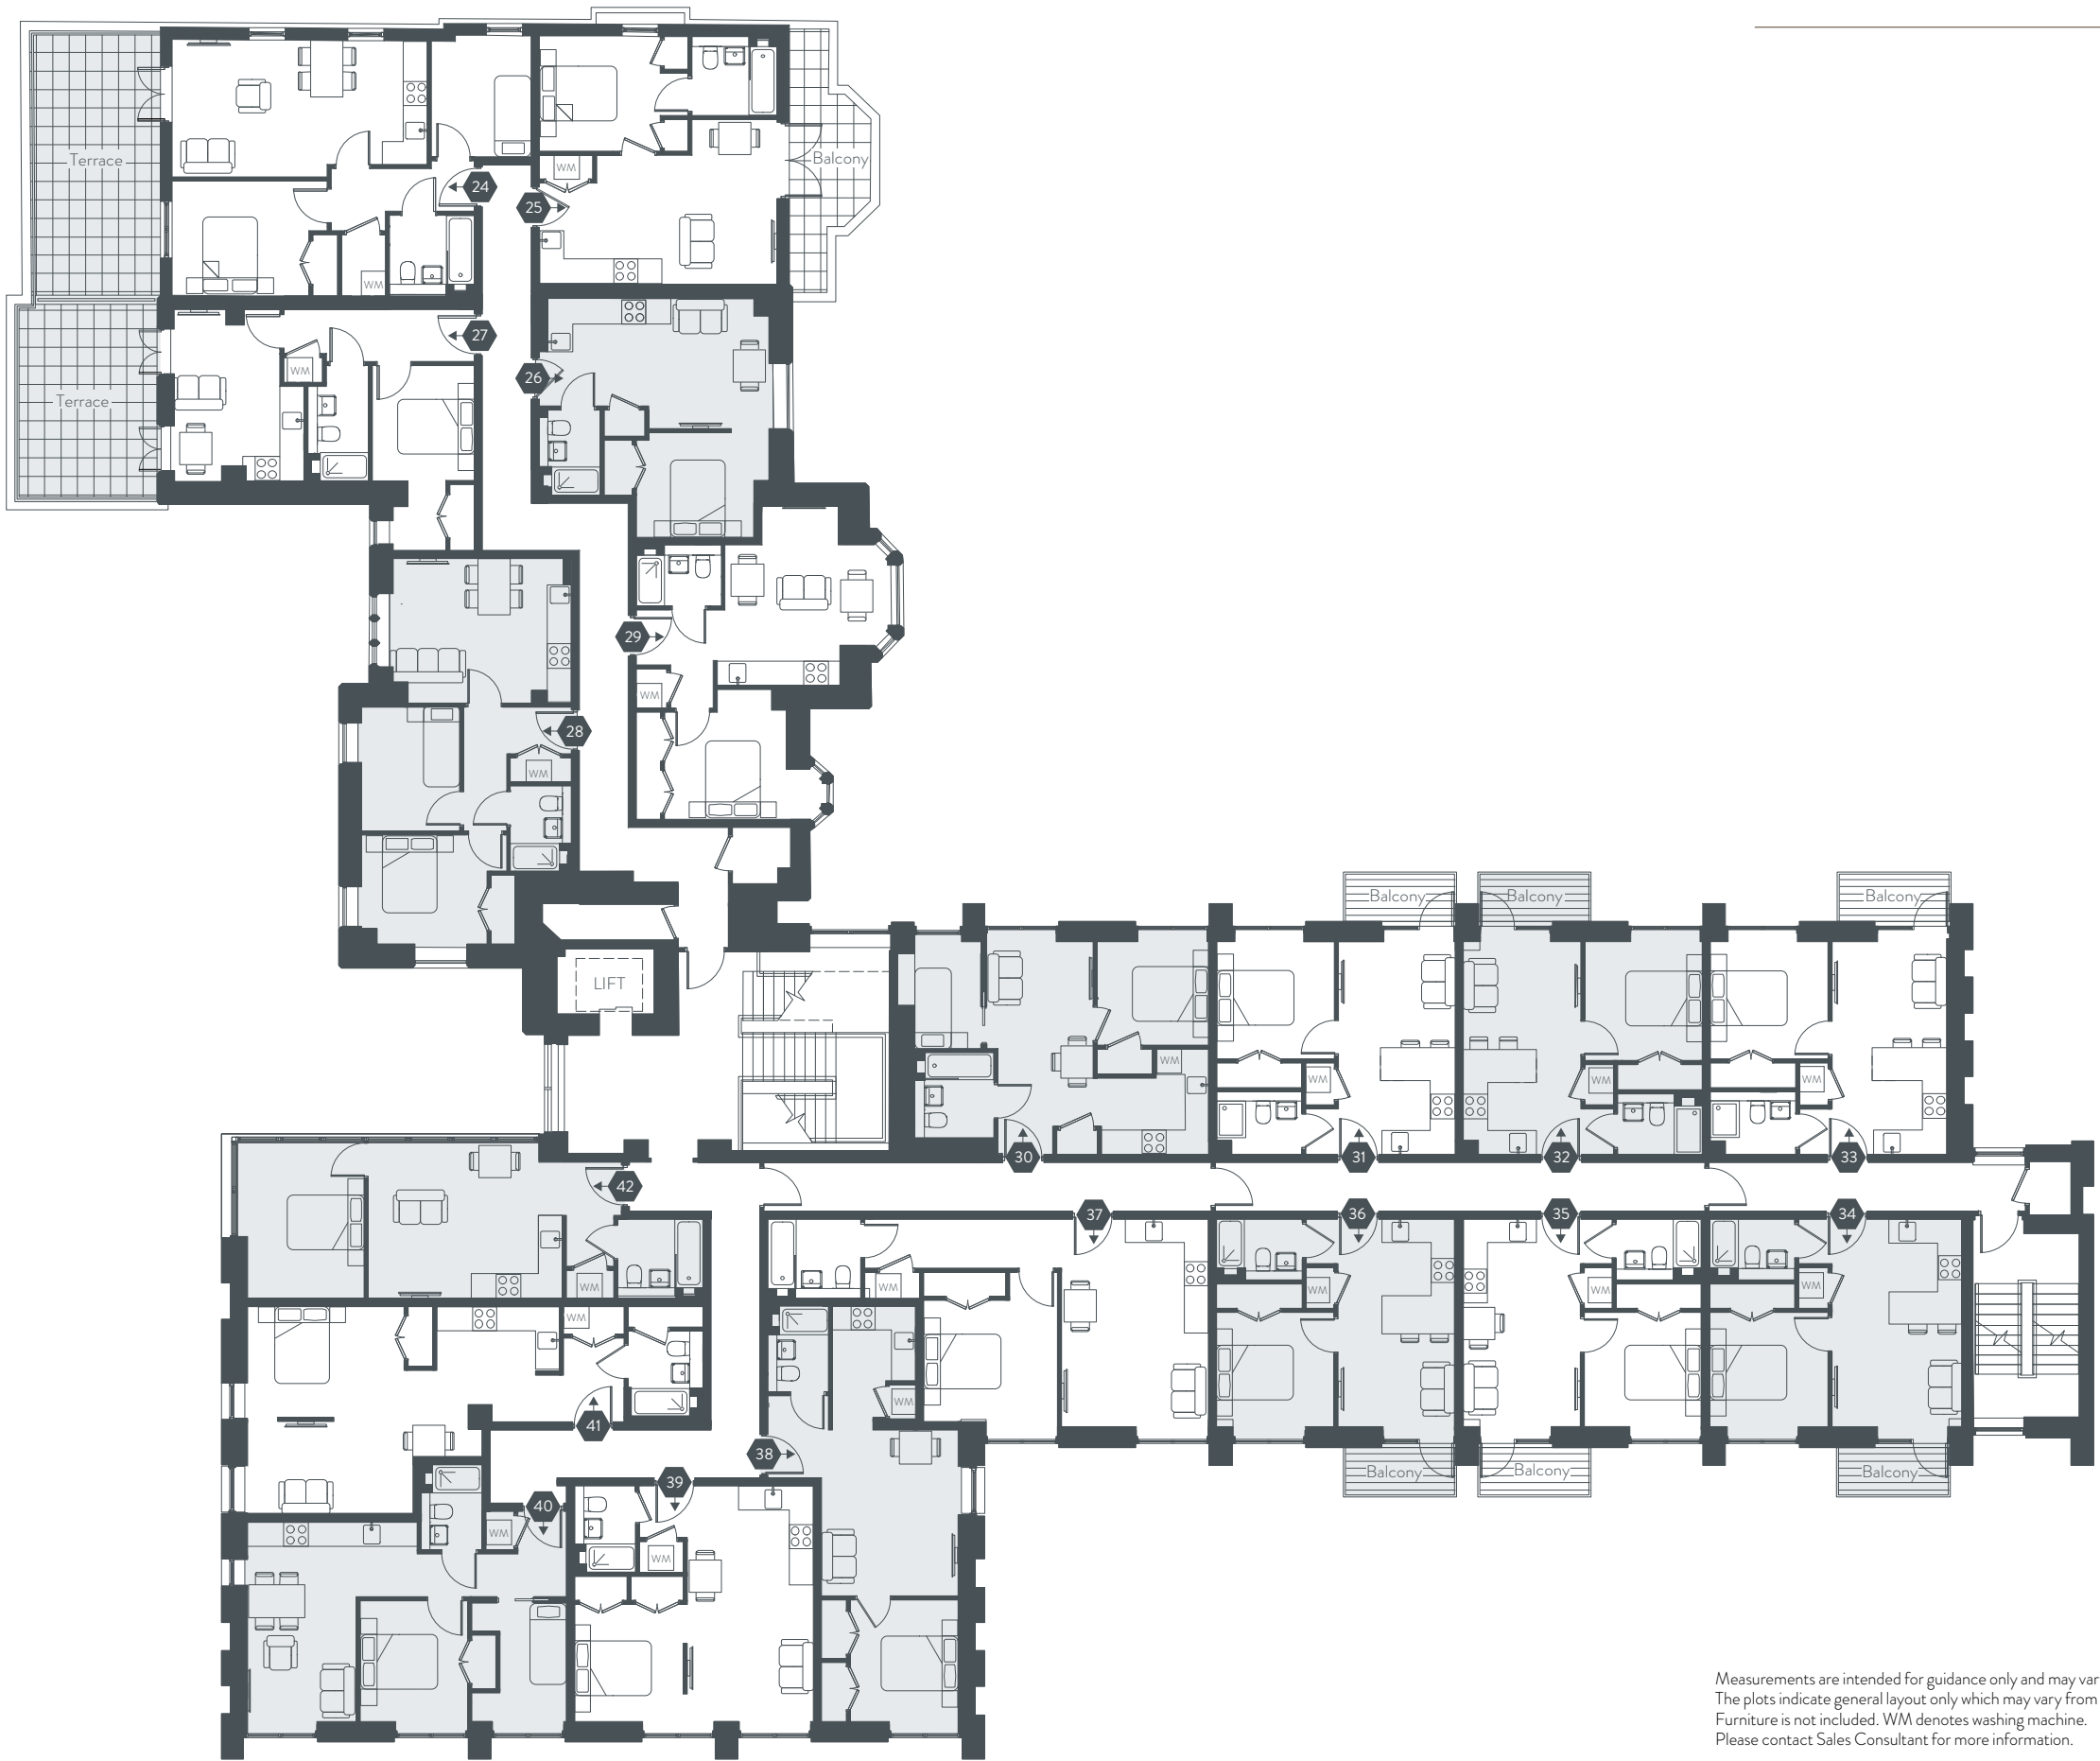 Terrace
24
25
Balcony
WM
WM
27
26
Terrace
WM
29
WM
28
WM
Balcony
Balcony
Balcony
LIFT
WM
WM
WM
WM
30
31
32
33
42
37
36
35
34
WM
WM
WM
WM
WM
WM
WM
41
38
39
Balcony
Balcony
Balcony
40
WM
WM
Measurements are intended for guidance only and may var
The plots indicate general layout only which may vary from
Furniture is not included. WM denotes washing machine.
Please contact Sales Consultant for more information.